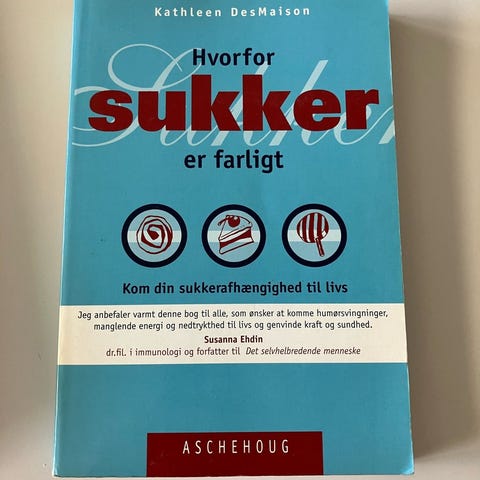 Kathleen DesMaison
Hvorfor
Sukker
sukker
er farligt
Kom din sukkerafhængighed til livs
Jeg anbefaler varmt denne bog til alle, som ønsker at komme humørsvingninger,
manglende energi og nedtrykthed til livs og genvinde kraft og sundhed.
Susanna Ehdin
dr.fil. i immunologi og forfatter til Det selvhelbredende menneske
ASCHEHOUG